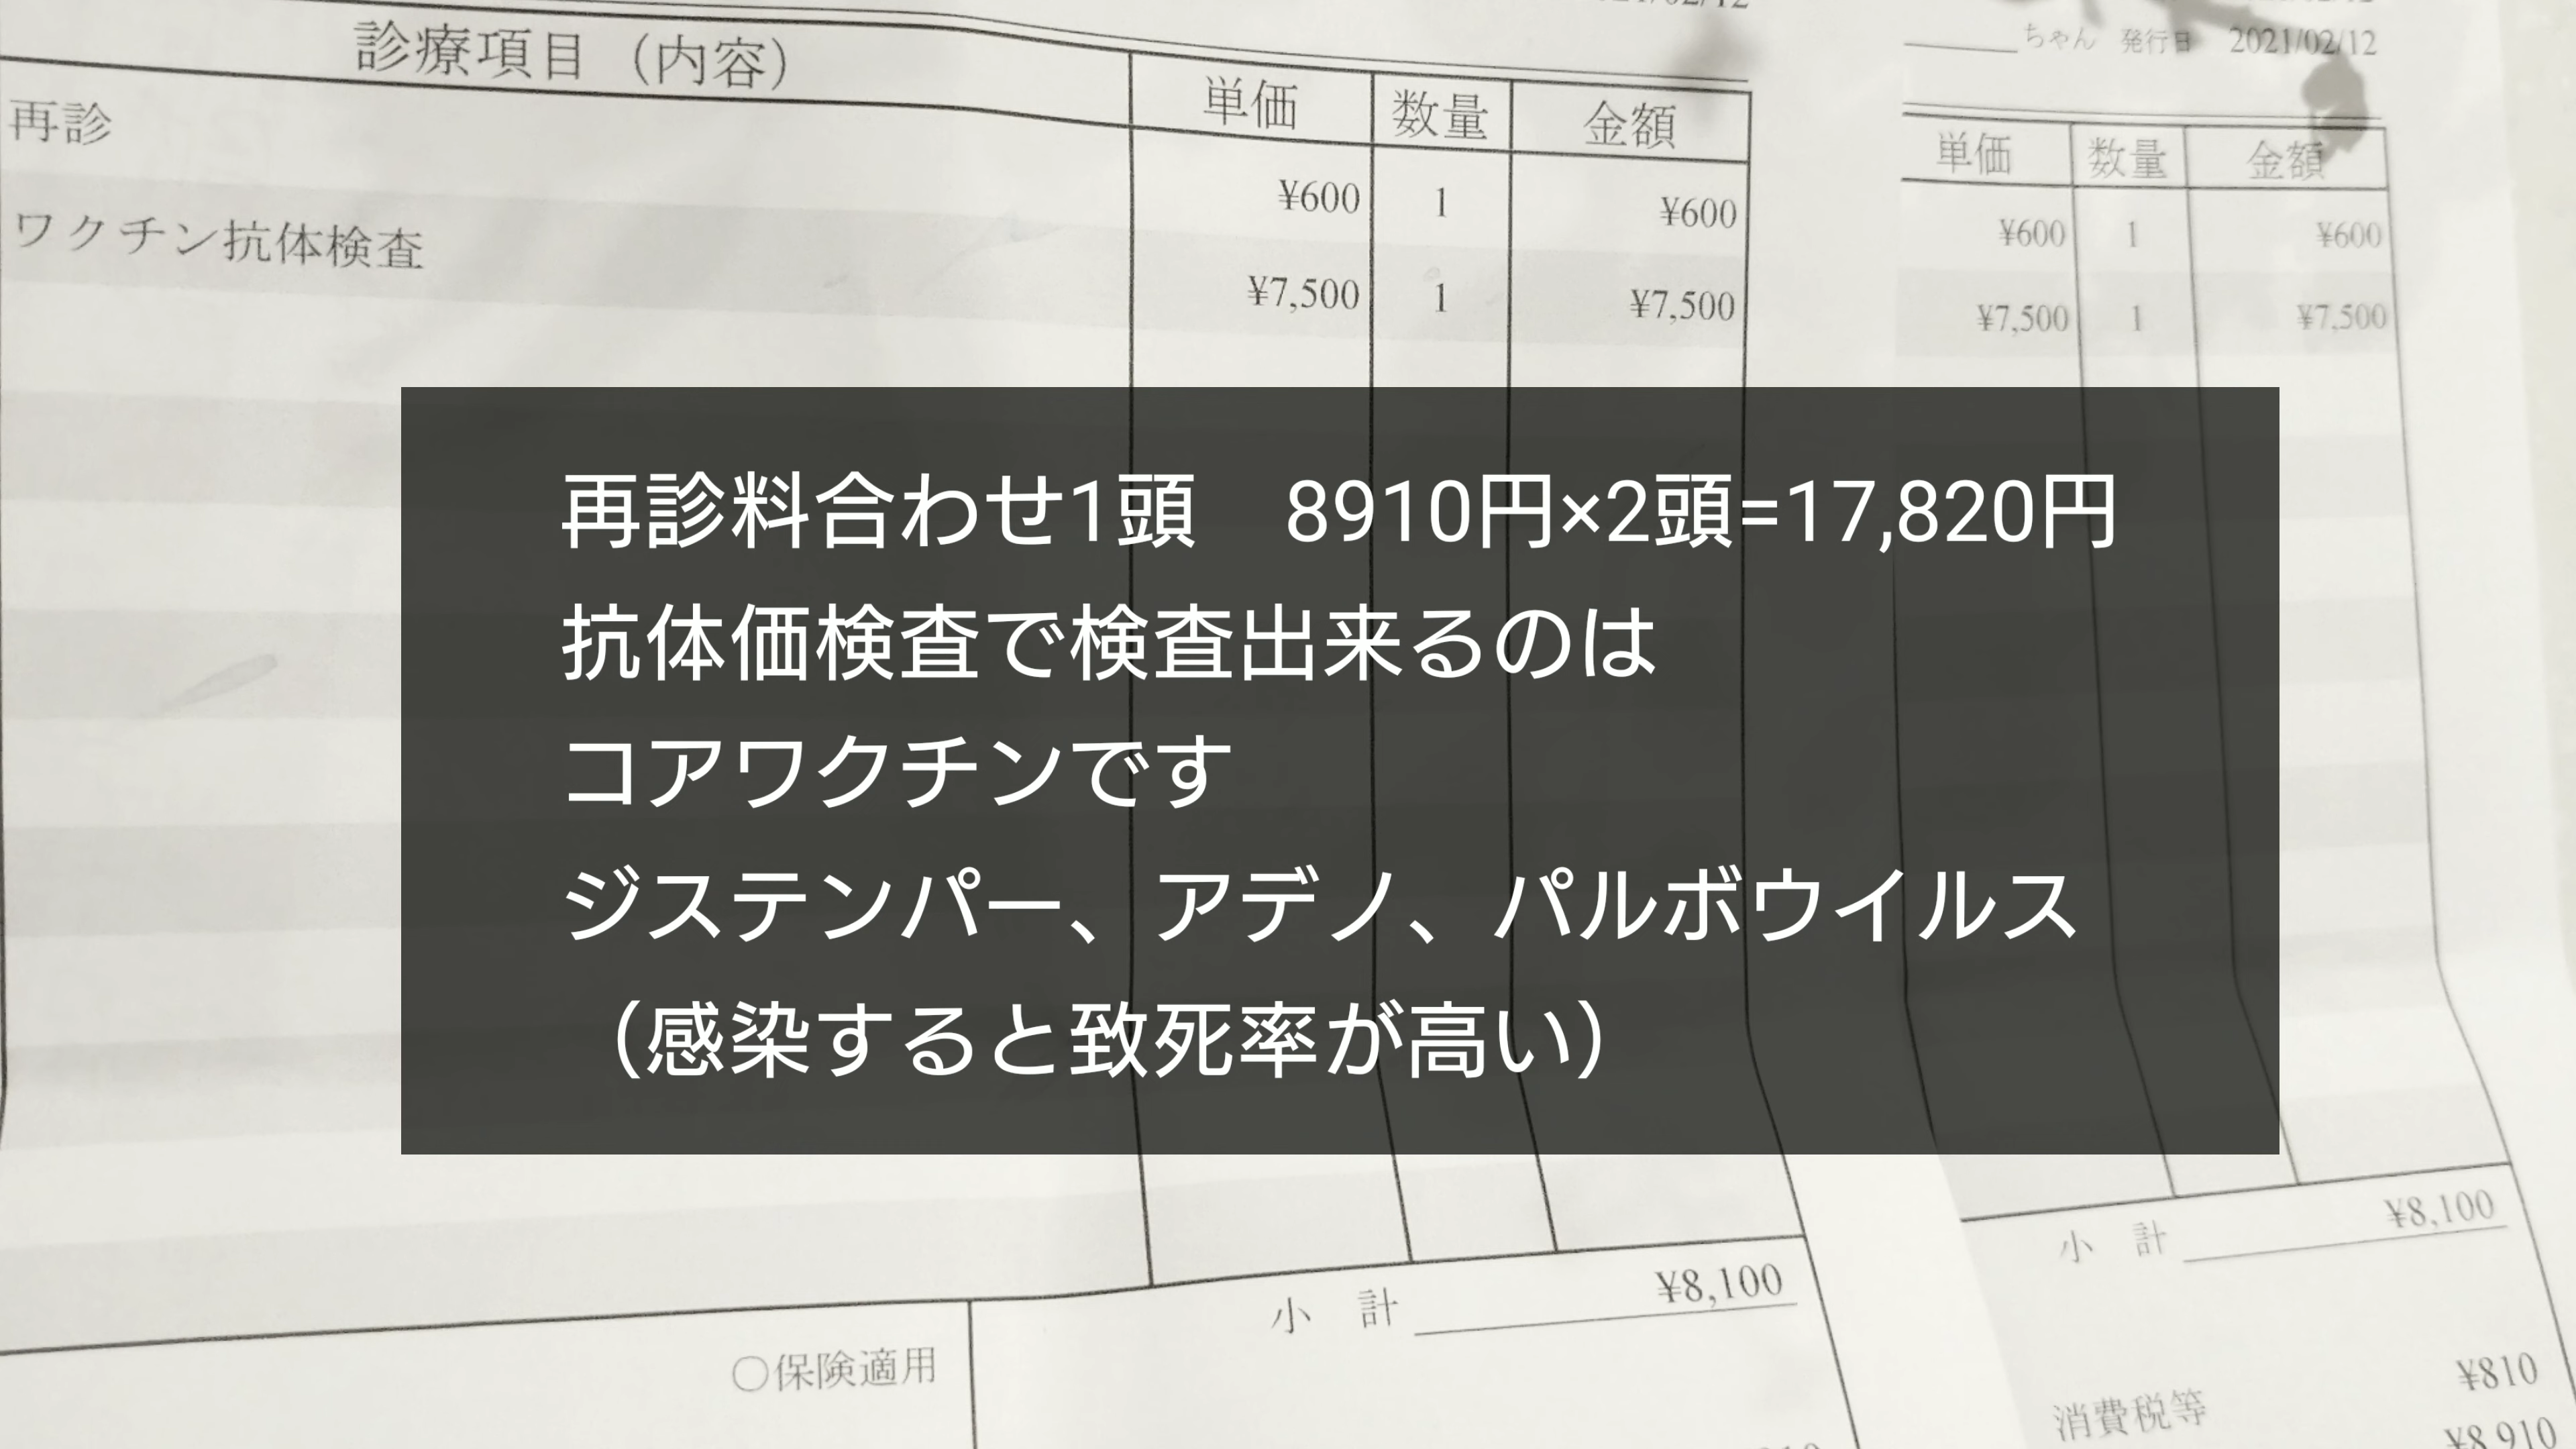 ちゃん 発行日 2021/02/12
診療項目（内容） 単価 数量 金額
再診 ¥600 1 ¥600
ワクチン抗体検査 ¥7,500 1 ¥7,500
単価 数量 金額
¥600 1 ¥600
¥7,500 1 ¥7,500
再診料合わせ1頭　8910円×2頭=17,820円
抗体価検査で検査出来るのは
コアワクチンです
ジステンパー、アデノ、パルボウイルス
（感染すると致死率が高い）
小計 ¥8,100
〇保険適用
小計 ¥8,100
消費税等 ¥810
¥8,910